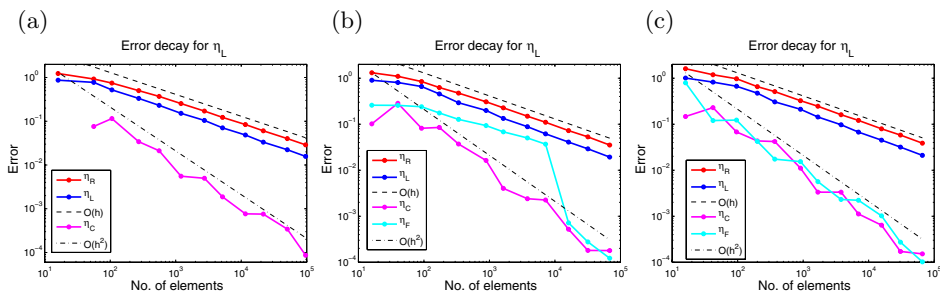 (a)
Error decay for η_L
10^0
10^-1
10^-2
10^-3
10^-4
Error
η_R
η_L
O(h)
η_C
O(h^2)
10^1 10^2 10^3 10^4 10^5
No. of elements
(b)
Error decay for η_L
10^0
10^-1
10^-2
10^-3
10^-4
Error
η_R
η_L
O(h)
η_C
η_F
O(h^2)
10^1 10^2 10^3 10^4 10^5
No. of elements
(c)
Error decay for η_L
10^0
10^-1
10^-2
10^-3
10^-4
Error
η_R
η_L
O(h)
η_C
η_F
O(h^2)
10^1 10^2 10^3 10^4 10^5
No. of elements